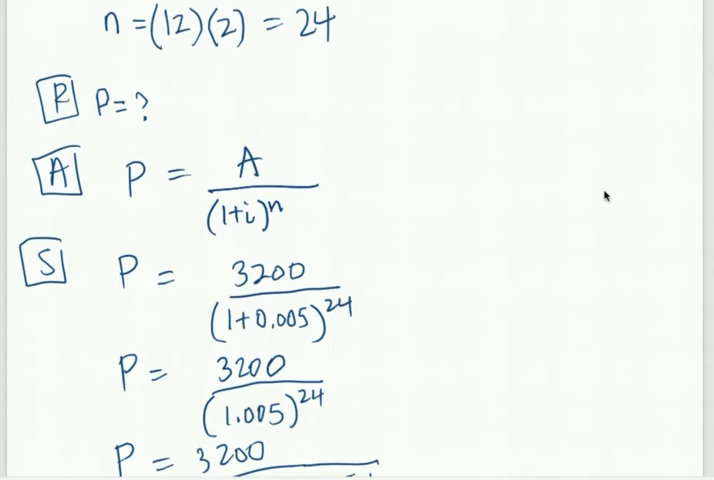 n = (12)(2) = 24
R P = ?
A P = A
(1+i)^n
S P = 3200
(1+0.005)^24
P = 3200
(1.005)^24
P = 3200